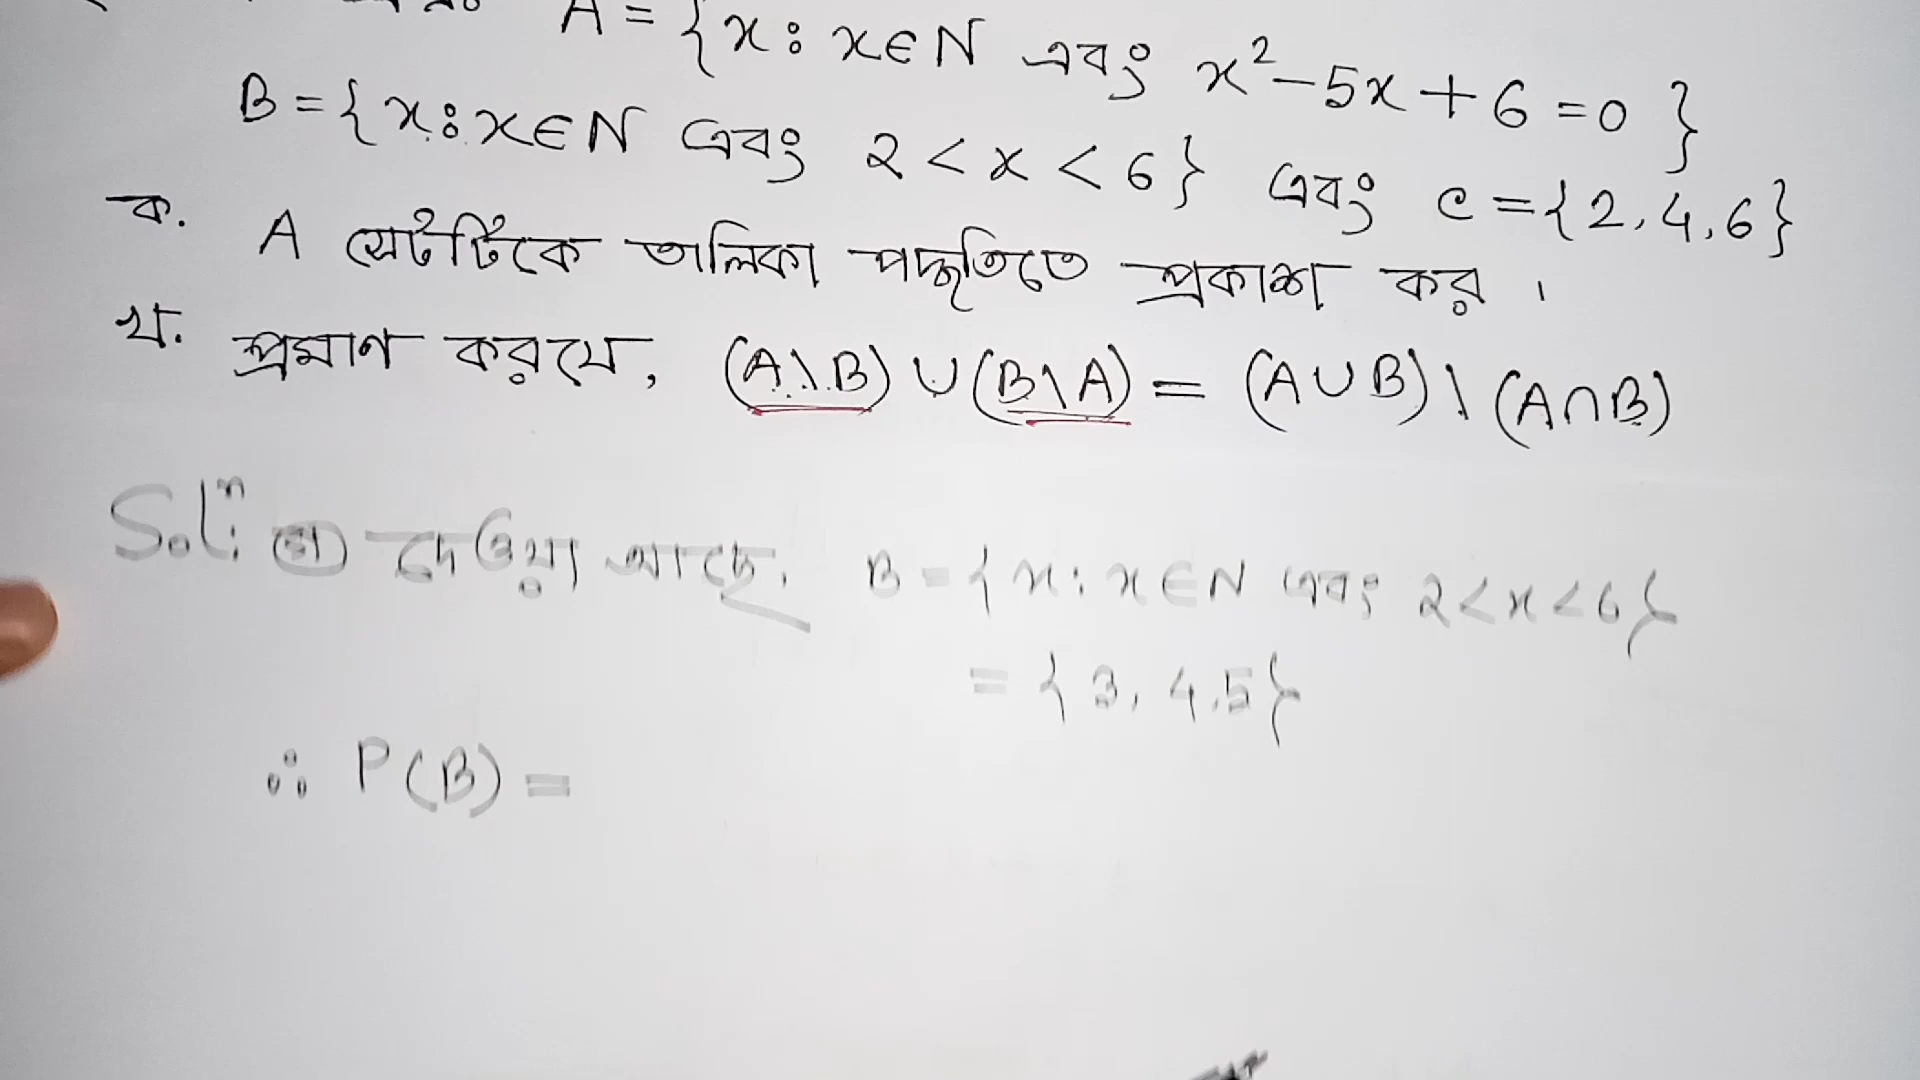 A = {x : x ∈ N এবং x² - 5x + 6 = 0 }
B = { x : x ∈ N এবং 2 < x < 6} এবং C = {2, 4, 6}
ক. A সেটটিকে তালিকা পদ্ধতিতে প্রকাশ কর ।
খ. প্রমাণ করযে, (A \ B) ∪ (B \ A) = (A ∪ B) \ (A ∩ B)
Solⁿ: দেওয়া আছে, B = { x : x ∈ N এবং 2 < x < 6}
= { 3, 4, 5}
∴ P(B) =